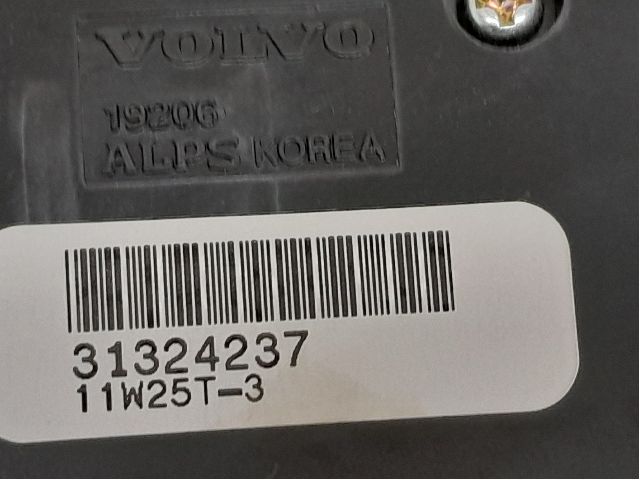 VOLVO
19206
ALPS KOREA
31324237
11W25T-3